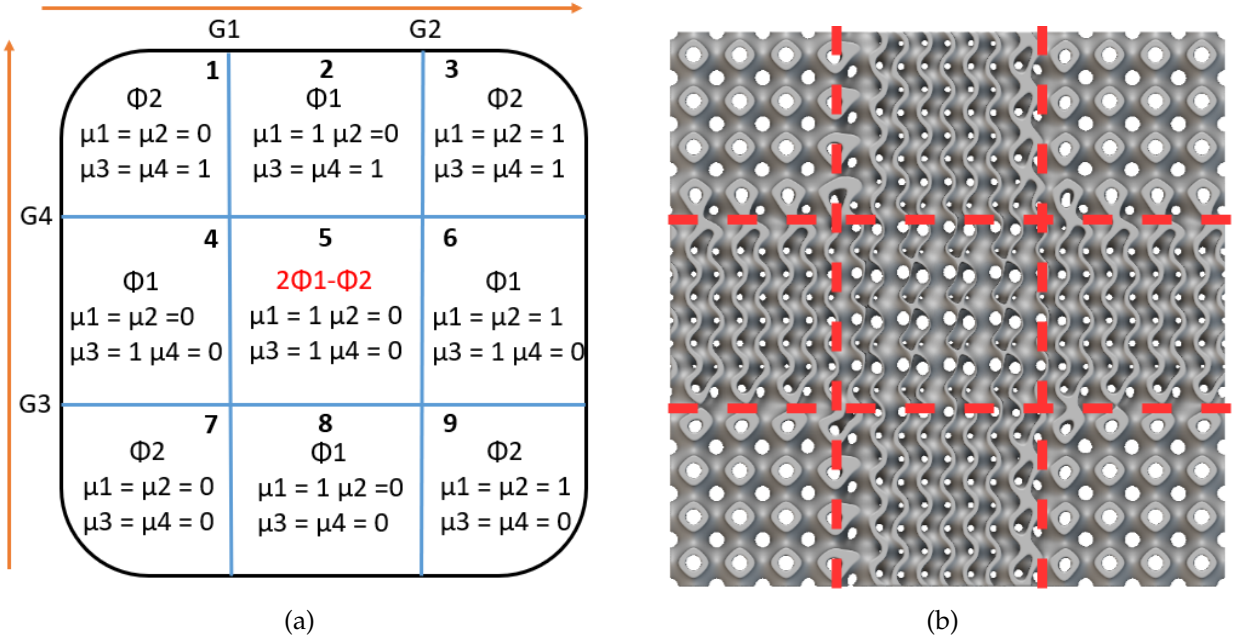 G1 G2
1 2 3
Φ2 Φ1 Φ2
μ1 = μ2 = 0 μ1 = 1 μ2 =0 μ1 = μ2 = 1
μ3 = μ4 = 1 μ3 = μ4 = 1 μ3 = μ4 = 1
G4
4 5 6
Φ1 2Φ1-Φ2 Φ1
μ1 = μ2 =0 μ1 = 1 μ2 = 0 μ1 = μ2 = 1
μ3 = 1 μ4 = 0 μ3 = 1 μ4 = 0 μ3 = 1 μ4 = 0
G3
7 8 9
Φ2 Φ1 Φ2
μ1 = μ2 = 0 μ1 = 1 μ2 =0 μ1 = μ2 = 1
μ3 = μ4 = 0 μ3 = μ4 = 0 μ3 = μ4 = 0
(a) (b)